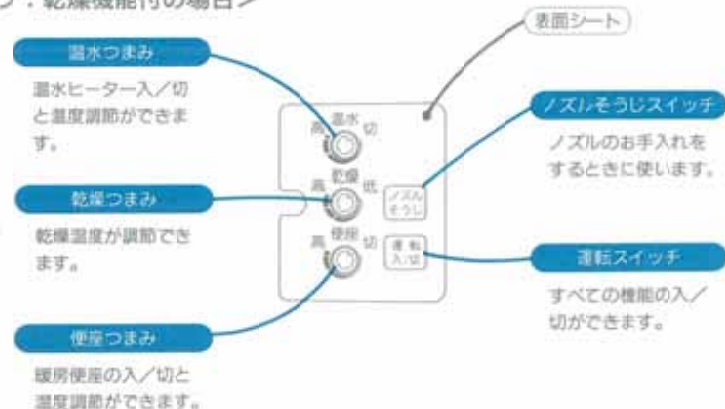 ：乾燥機能付の場合＞
表面シート
温水つまみ
温水ヒーター入／切
と温度調節ができま
す。
乾燥つまみ
乾燥温度が調節でき
ます。
便座つまみ
暖房便座の入／切と
温度調節ができます。
温水
高 切
乾燥
高 低
ノズル
そうじ
便座
高 切
運転
入/切
ノズルそうじスイッチ
ノズルのお手入れを
するときに使います。
運転スイッチ
すべての機能の入／
切ができます。